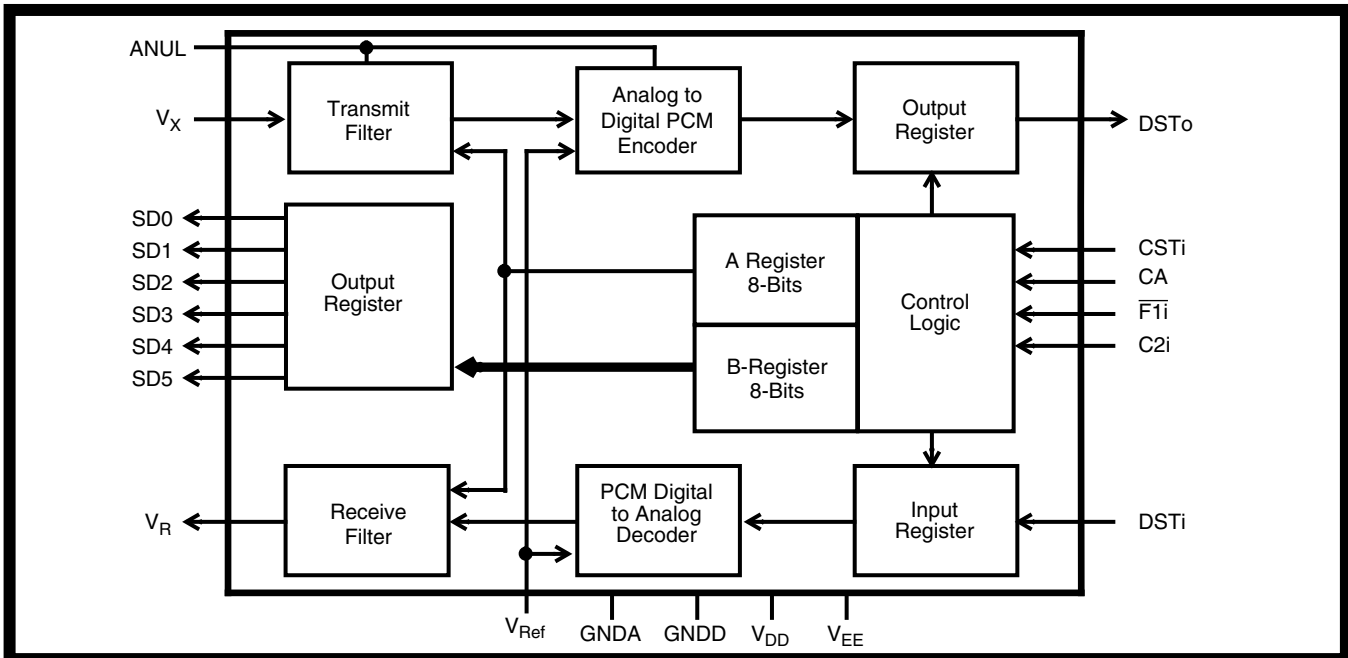 ANUL
V_X
Transmit
Filter
Analog to
Digital PCM
Encoder
Output
Register
DSTo
SD0
SD1
SD2
SD3
SD4
SD5
Output
Register
A Register
8-Bits
B-Register
8-Bits
Control
Logic
CSTi
CA
F̅1̅i̅
C2i
V_R
Receive
Filter
PCM Digital
to Analog
Decoder
Input
Register
DSTi
V_Ref
GNDA
GNDD
V_DD
V_EE